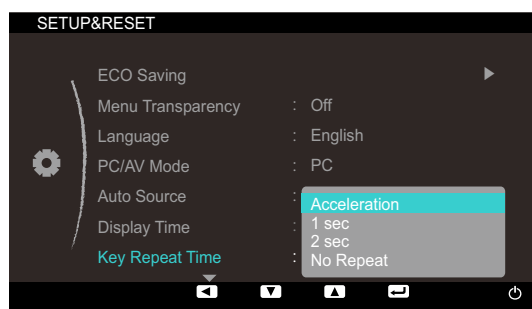 SETUP&RESET
ECO Saving
Menu Transparency : Off
Language : English
PC/AV Mode : PC
Auto Source :
Display Time :
Key Repeat Time :
Acceleration
1 sec
2 sec
No Repeat